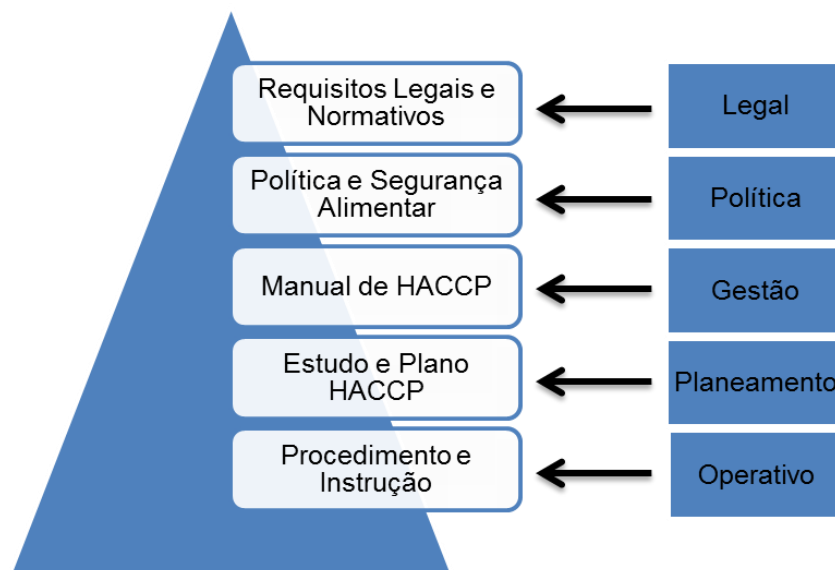 Requisitos Legais e
Normativos
Legal
Política e Segurança
Alimentar
Política
Manual de HACCP
Gestão
Estudo e Plano
HACCP
Planeamento
Procedimento e
Instrução
Operativo